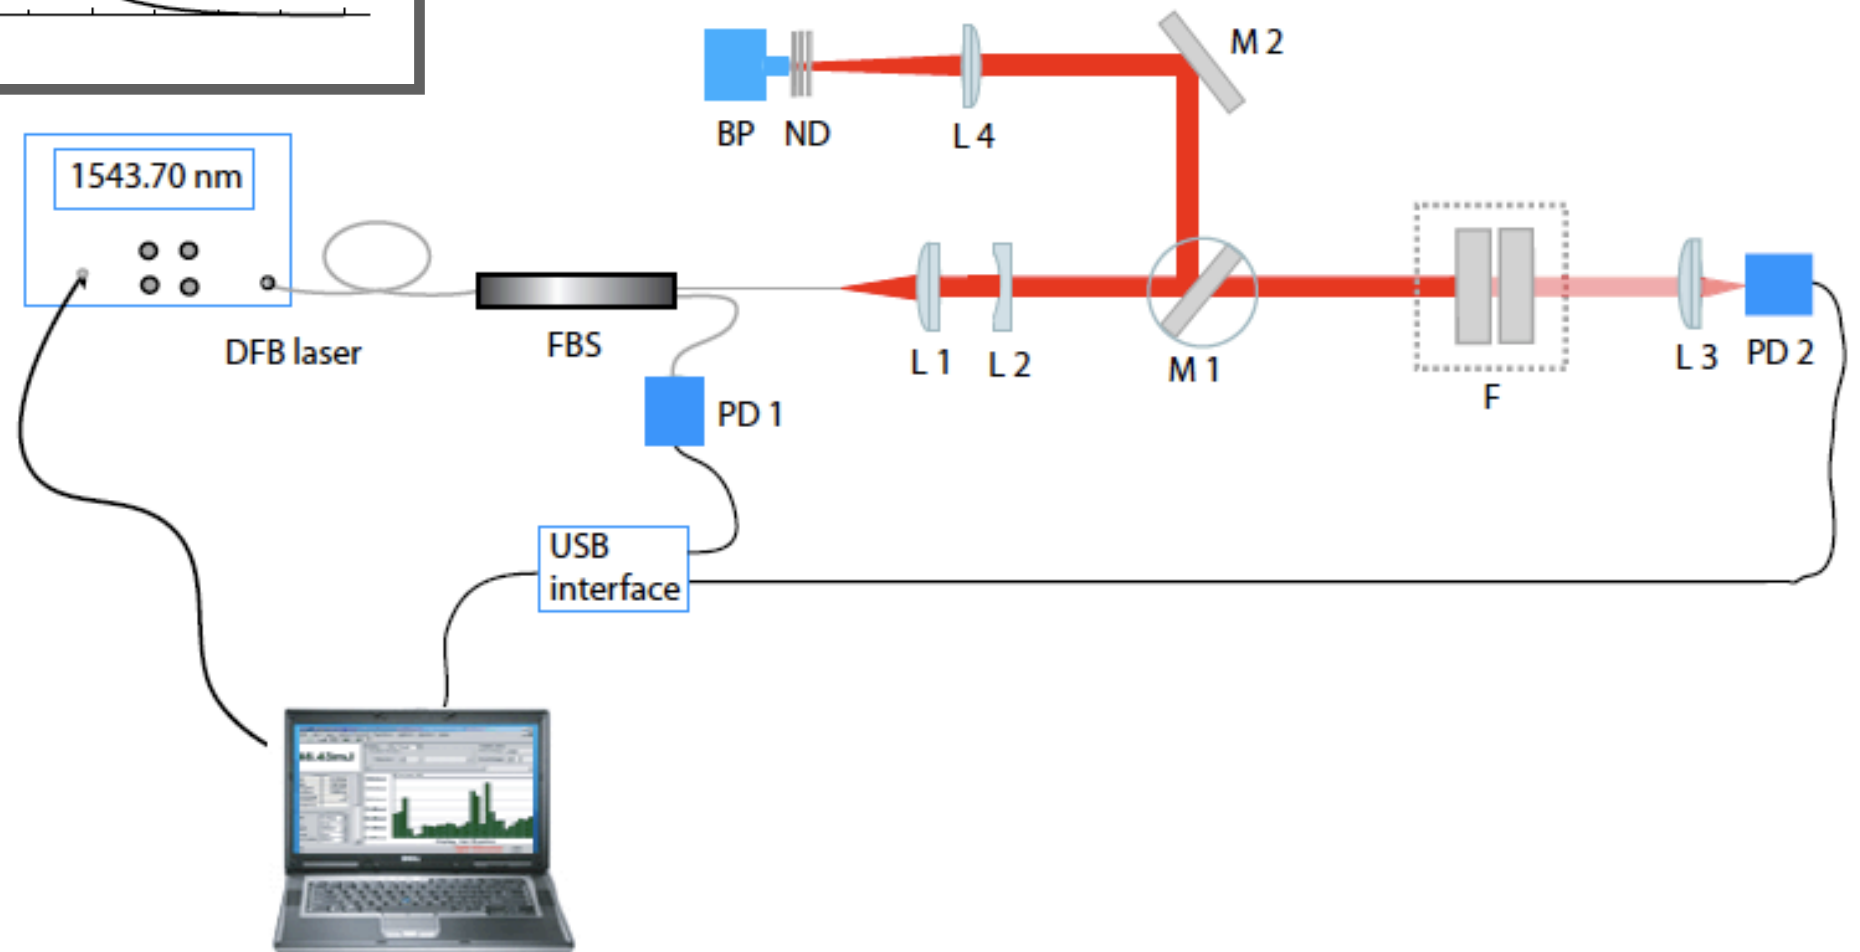 M 2
BP
ND
L 4
1543.70 nm
DFB laser
FBS
L 1
L 2
M 1
F
L 3
PD 2
PD 1
USB
interface